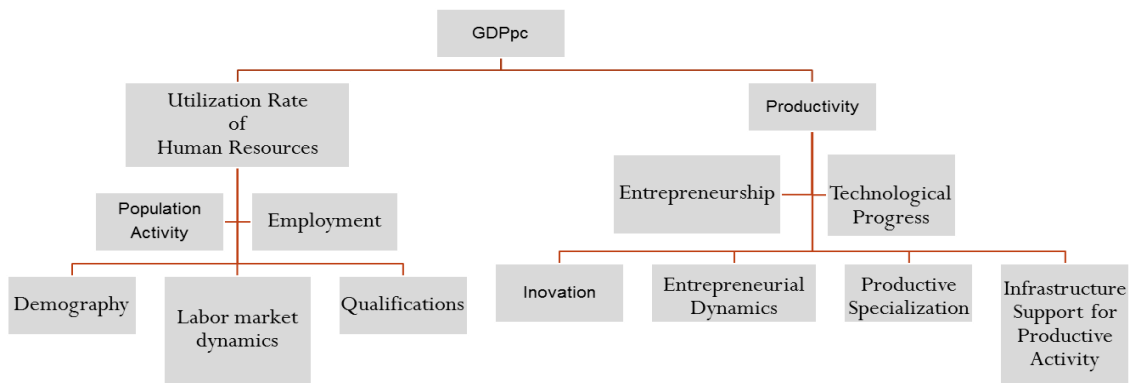 GDPpc
Utilization Rate
of
Human Resources
Productivity
Population
Activity
Employment
Entrepreneurship
Technological
Progress
Demography
Labor market
dynamics
Qualifications
Inovation
Entrepreneurial
Dynamics
Productive
Specialization
Infrastructure
Support for
Productive
Activity